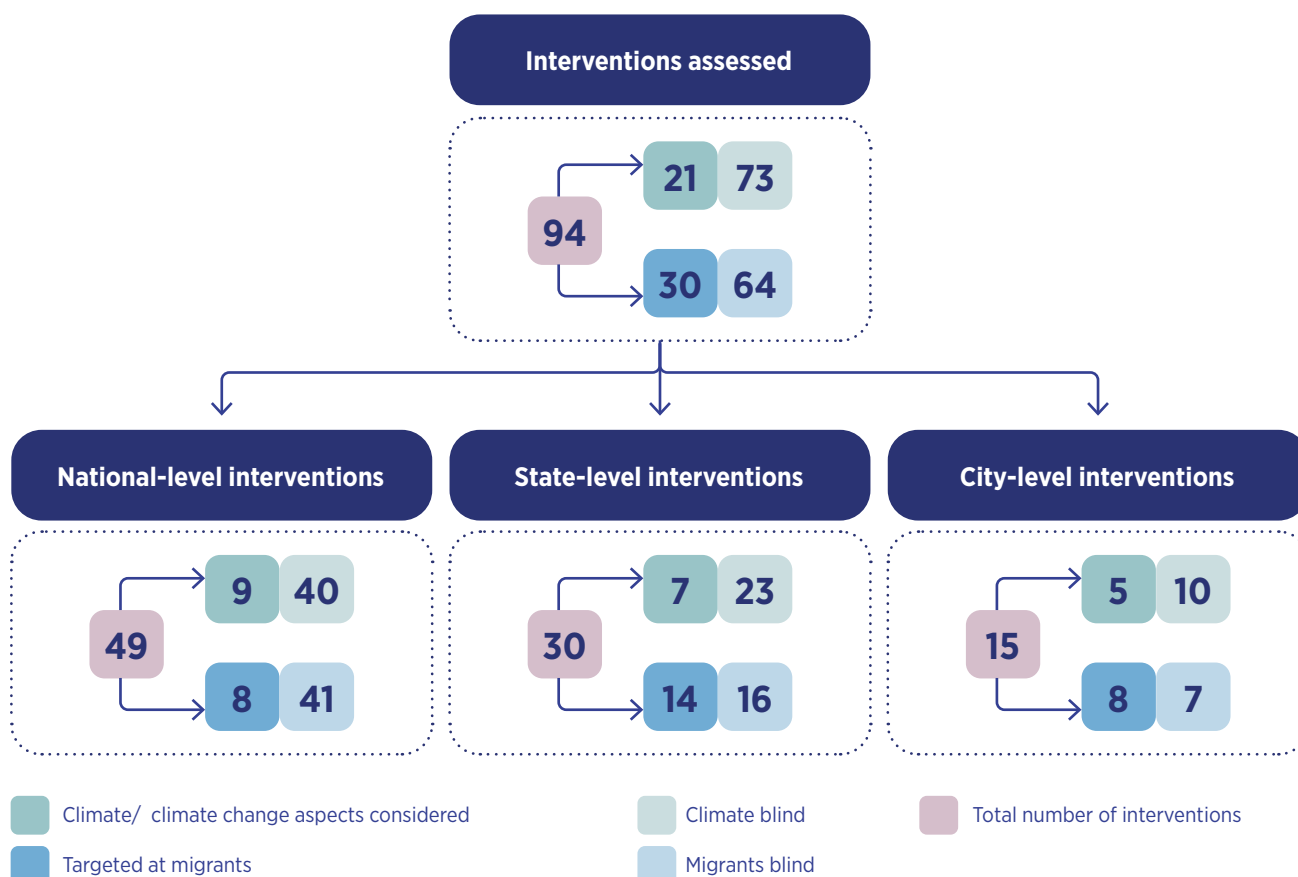 Interventions assessed
21 73
94
30 64
National-level interventions
9 40
49
8 41
State-level interventions
7 23
30
14 16
City-level interventions
5 10
15
8 7
Climate/ climate change aspects considered
Climate blind
Total number of interventions
Targeted at migrants
Migrants blind